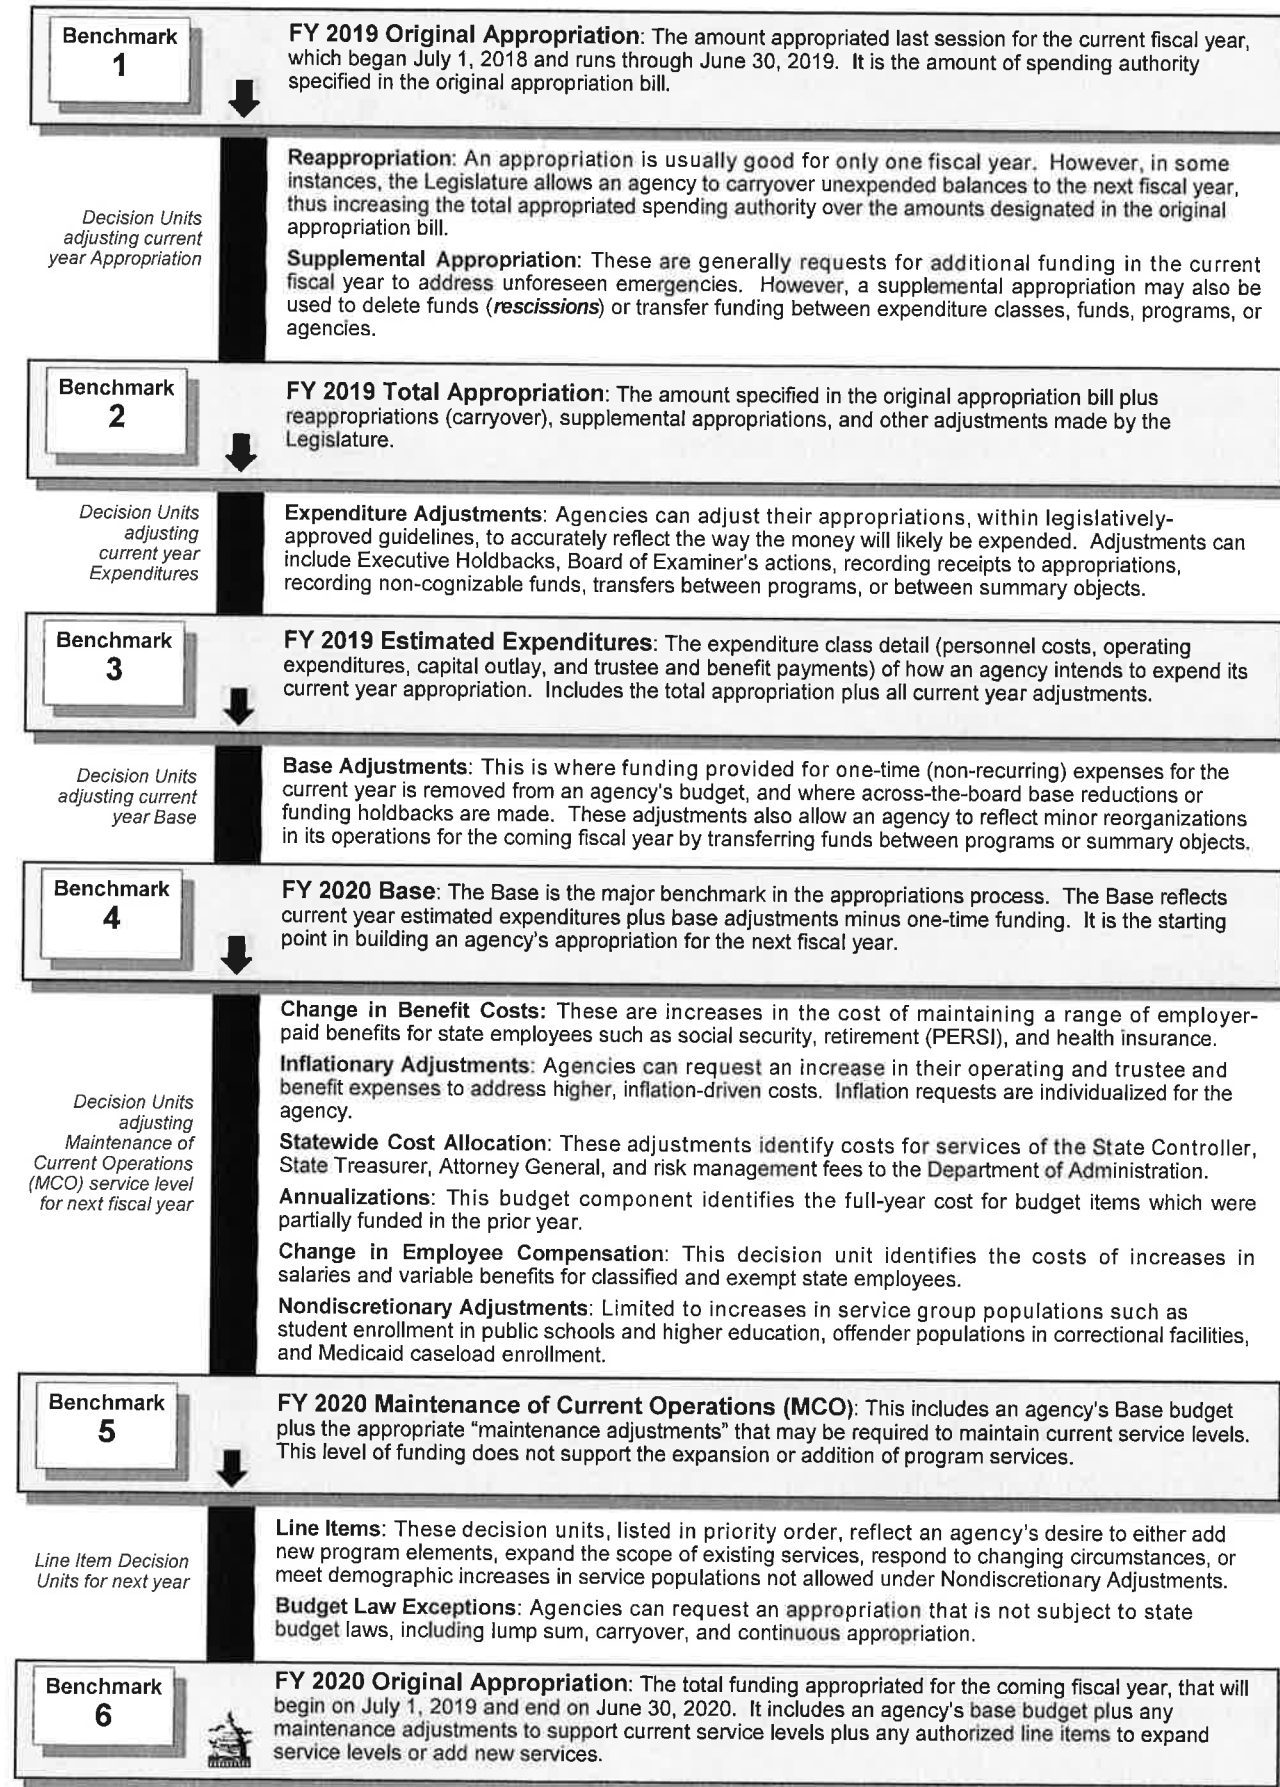 Benchmark
1
FY 2019 Original Appropriation: The amount appropriated last session for the current fiscal year,
which began July 1, 2018 and runs through June 30, 2019. It is the amount of spending authority
specified in the original appropriation bill.
Decision Units
adjusting current
year Appropriation
Reappropriation: An appropriation is usually good for only one fiscal year. However, in some
instances, the Legislature allows an agency to carryover unexpended balances to the next fiscal year,
thus increasing the total appropriated spending authority over the amounts designated in the original
appropriation bill.
Supplemental Appropriation: These are generally requests for additional funding in the current
fiscal year to address unforeseen emergencies. However, a supplemental appropriation may also be
used to delete funds (rescissions) or transfer funding between expenditure classes, funds, programs, or
agencies.
Benchmark
2
FY 2019 Total Appropriation: The amount specified in the original appropriation bill plus
reappropriations (carryover), supplemental appropriations, and other adjustments made by the
Legislature.
Decision Units
adjusting
current year
Expenditures
Expenditure Adjustments: Agencies can adjust their appropriations, within legislatively-
approved guidelines, to accurately reflect the way the money will likely be expended. Adjustments can
include Executive Holdbacks, Board of Examiner's actions, recording receipts to appropriations,
recording non-cognizable funds, transfers between programs, or between summary objects.
Benchmark
3
FY 2019 Estimated Expenditures: The expenditure class detail (personnel costs, operating
expenditures, capital outlay, and trustee and benefit payments) of how an agency intends to expend its
current year appropriation. Includes the total appropriation plus all current year adjustments.
Decision Units
adjusting current
year Base
Base Adjustments: This is where funding provided for one-time (non-recurring) expenses for the
current year is removed from an agency's budget, and where across-the-board base reductions or
funding holdbacks are made. These adjustments also allow an agency to reflect minor reorganizations
in its operations for the coming fiscal year by transferring funds between programs or summary objects.
Benchmark
4
FY 2020 Base: The Base is the major benchmark in the appropriations process. The Base reflects
current year estimated expenditures plus base adjustments minus one-time funding. It is the starting
point in building an agency's appropriation for the next fiscal year.
Decision Units
adjusting
Maintenance of
Current Operations
(MCO) service level
for next fiscal year
Change in Benefit Costs: These are increases in the cost of maintaining a range of employer-
paid benefits for state employees such as social security, retirement (PERSI), and health insurance.
Inflationary Adjustments: Agencies can request an increase in their operating and trustee and
benefit expenses to address higher, inflation-driven costs. Inflation requests are individualized for the
agency.
Statewide Cost Allocation: These adjustments identify costs for services of the State Controller,
State Treasurer, Attorney General, and risk management fees to the Department of Administration.
Annualizations: This budget component identifies the full-year cost for budget items which were
partially funded in the prior year.
Change in Employee Compensation: This decision unit identifies the costs of increases in
salaries and variable benefits for classified and exempt state employees.
Nondiscretionary Adjustments: Limited to increases in service group populations such as
student enrollment in public schools and higher education, offender populations in correctional facilities,
and Medicaid caseload enrollment.
Benchmark
5
FY 2020 Maintenance of Current Operations (MCO): This includes an agency's Base budget
plus the appropriate “maintenance adjustments” that may be required to maintain current service levels.
This level of funding does not support the expansion or addition of program services.
Line Item Decision
Units for next year
Line Items: These decision units, listed in priority order, reflect an agency's desire to either add
new program elements, expand the scope of existing services, respond to changing circumstances, or
meet demographic increases in service populations not allowed under Nondiscretionary Adjustments.
Budget Law Exceptions: Agencies can request an appropriation that is not subject to state
budget laws, including lump sum, carryover, and continuous appropriation.
Benchmark
6
FY 2020 Original Appropriation: The total funding appropriated for the coming fiscal year, that will
begin on July 1, 2019 and end on June 30, 2020. It includes an agency's base budget plus any
maintenance adjustments to support current service levels plus any authorized line items to expand
service levels or add new services.